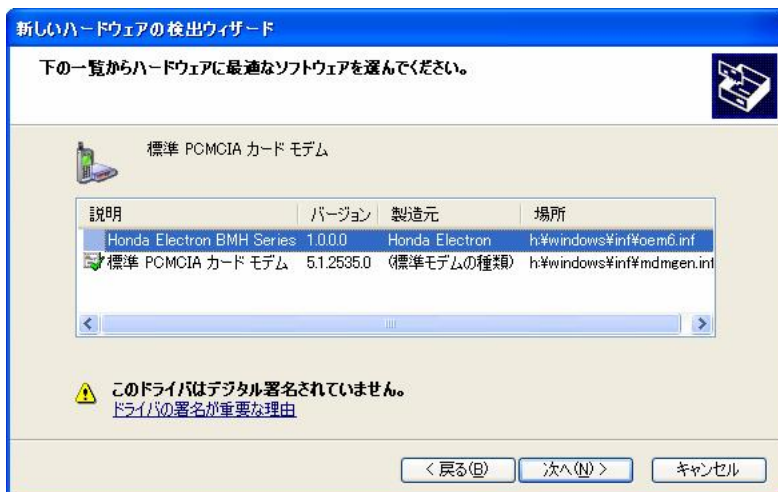 新しいハードウェアの検出ウィザード
下の一覧からハードウェアに最適なソフトウェアを選んでください。
標準 PCMCIA カード モデム
説明 バージョン 製造元 場所
Honda Electron BMH Series 1.0.0.0 Honda Electron h:¥windows¥inf¥oem6.inf
標準 PCMCIA カード モデム 5.1.2535.0 (標準モデムの種類) h:¥windows¥inf¥mdmgen.inf
このドライバはデジタル署名されていません。
ドライバの署名が重要な理由
< 戻る(B) 次へ(N) > キャンセル